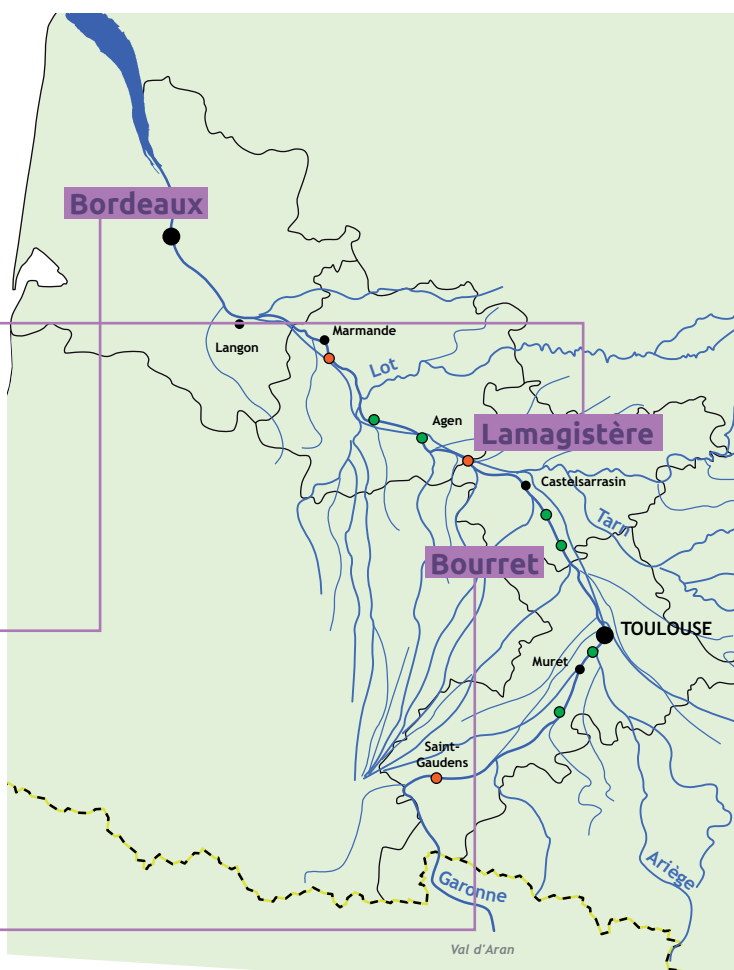 Bordeaux
Marmande
Langon
Lot
Agen
Lamagistère
Castelsarrasin
Tarn
Bourret
TOULOUSE
Muret
Saint-
Gaudens
Ariège
Garonne
Val d'Aran